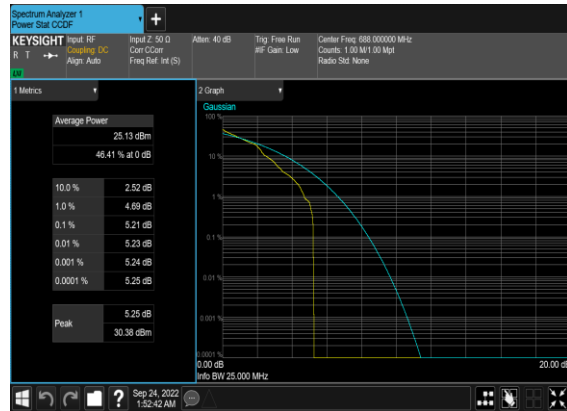 Spectrum Analyzer 1
Power Stat CCDF
+
KEYSIGHT
R T
LV
Input: RF
Coupling: DC
Align: Auto
Input Z: 50 Ω
Corr CCorr
Freq Ref: Int (S)
Atten: 40 dB
Trig: Free Run
#IF Gain: Low
Center Freq: 688.000000 MHz
Counts: 1.00 M/1.00 Mpt
Radio Std: None
1 Metrics
Average Power
25.13 dBm
46.41 % at 0 dB
10.0 % 2.52 dB
1.0 % 4.69 dB
0.1 % 5.21 dB
0.01 % 5.23 dB
0.001 % 5.24 dB
0.0001 % 5.25 dB
Peak
5.25 dB
30.38 dBm
2 Graph
Gaussian
100 %
10 %
1 %
0.1 %
0.01 %
0.001 %
0.0001 %
0.00 dB
20.00 dB
Info BW 25.000 MHz
?
Sep 24, 2022
1:52:42 AM